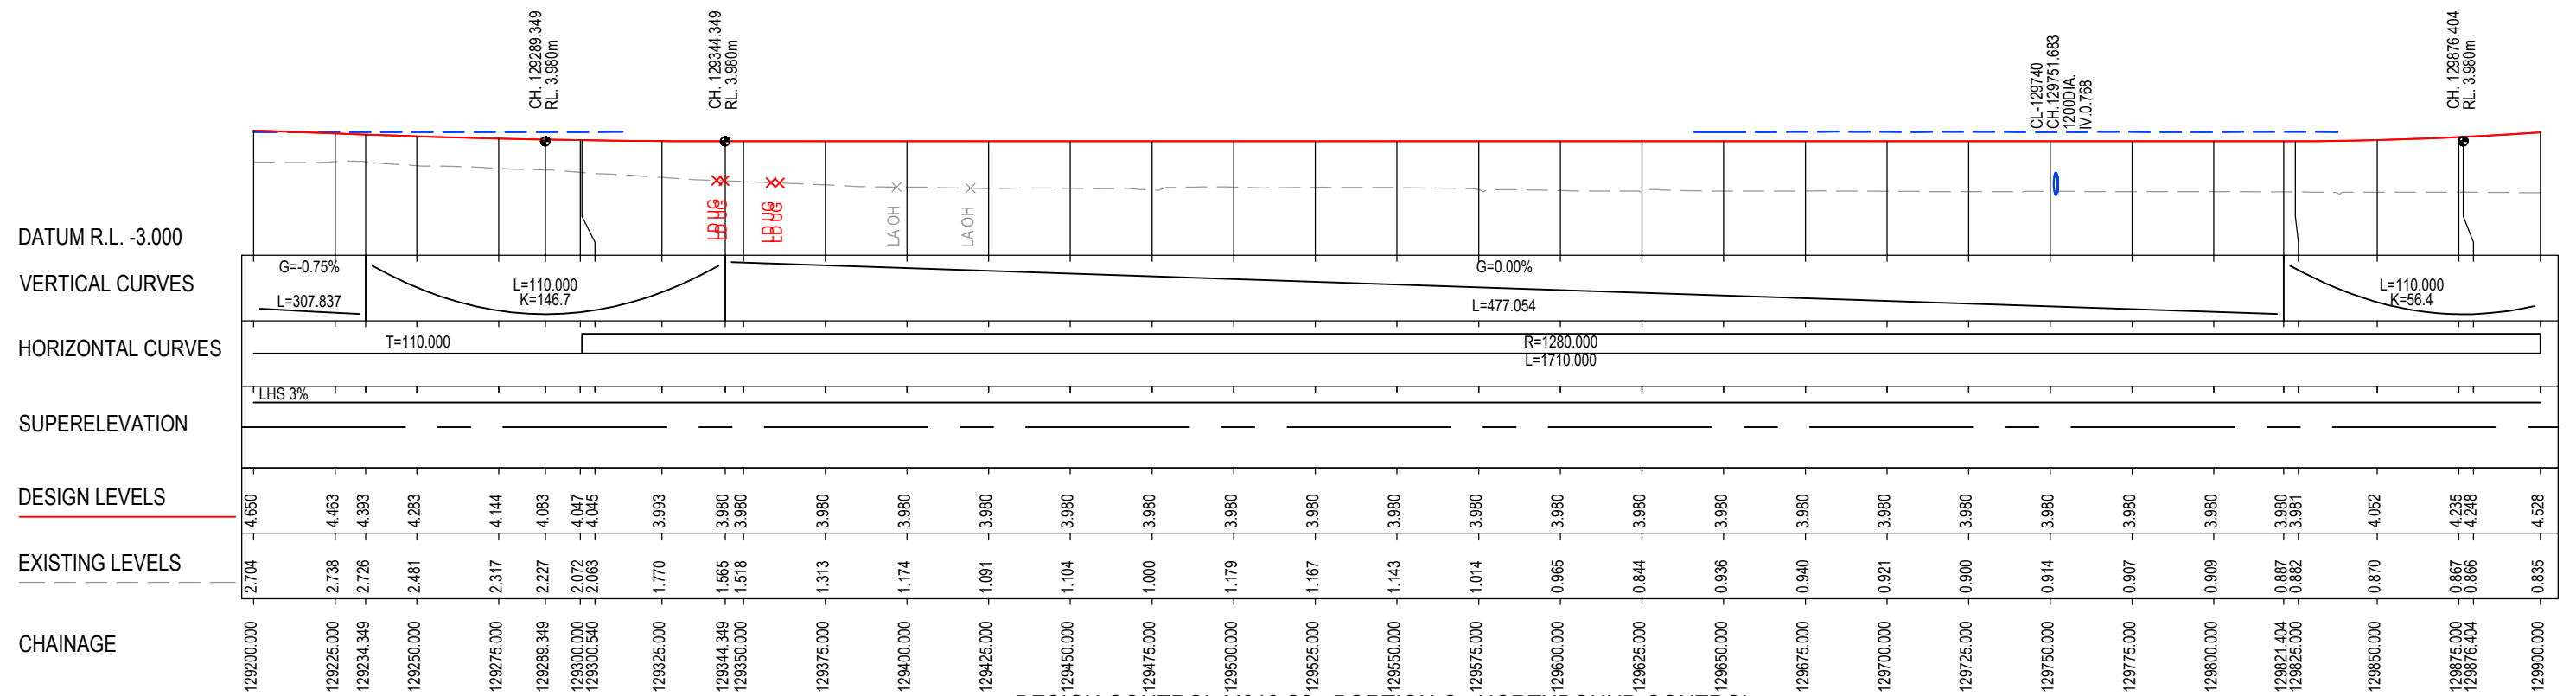 CH. 129289.349
RL. 3.980m
CH. 129344.349
RL. 3.980m
CL-129740
CH.129751.683
1200DIA.
IV.0.768
CH. 129876.404
RL. 3.980m
LD UG
LD UG
LD UG
LD UG
LA OH
LA OH
DATUM R.L. -3.000
VERTICAL CURVES
G=-0.75%
L=307.837
L=110.000
K=146.7
G=0.00%
L=477.054
L=110.000
K=56.4
HORIZONTAL CURVES
T=110.000
R=1280.000
L=1710.000
SUPERELEVATION
LHS 3%
DESIGN LEVELS
4.650 4.463 4.393 4.283 4.144 4.083 4.047 4.045 3.993 3.980 3.980 3.980 3.980 3.980 3.980 3.980 3.980 3.980 3.980 3.980 3.980 3.980 3.980 3.980 3.980 3.980 3.980 3.980 3.980 3.980 3.981 4.052 4.235 4.248 4.528
EXISTING LEVELS
2.704 2.738 2.726 2.481 2.317 2.227 2.072 2.063 1.770 1.565 1.518 1.313 1.174 1.091 1.104 1.000 1.179 1.167 1.143 1.014 0.965 0.844 0.936 0.940 0.921 0.900 0.914 0.907 0.909 0.887 0.882 0.870 0.867 0.866 0.835
CHAINAGE
129200.000 129225.000 129234.349 129250.000 129275.000 129289.349 129300.000 129300.540 129325.000 129344.349 129350.000 129375.000 129400.000 129425.000 129450.000 129475.000 129500.000 129525.000 129550.000 129575.000 129600.000 129625.000 129650.000 129675.000 129700.000 129725.000 129750.000 129775.000 129800.000 129821.404 129825.000 129850.000 129875.000 129876.404 129900.000